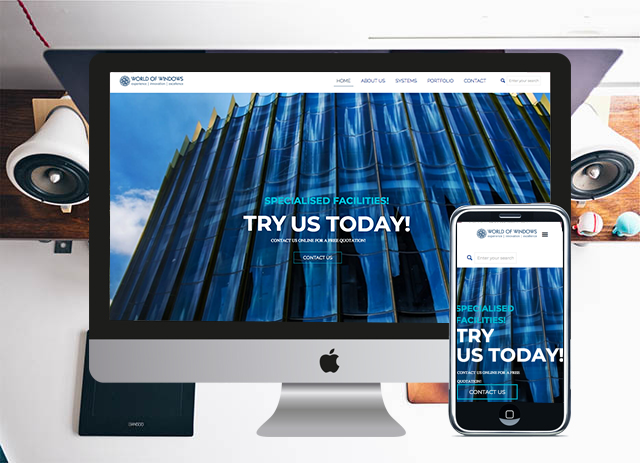 WORLD OF WINDOWS
experience | innovation | excellence
HOME ABOUT US SYSTEMS PORTFOLIO CONTACT Enter your search
SPECIALISED FACILITIES!
TRY US TODAY!
CONTACT US ONLINE FOR A FREE QUOTATION!
CONTACT US
WORLD OF WINDOWS
experience | innovation | excellence
Enter your search
SPECIALISED
FACILITIES!
TRY
US TODAY!
CONTACT US ONLINE FOR A FREE
QUOTATION!
CONTACT US